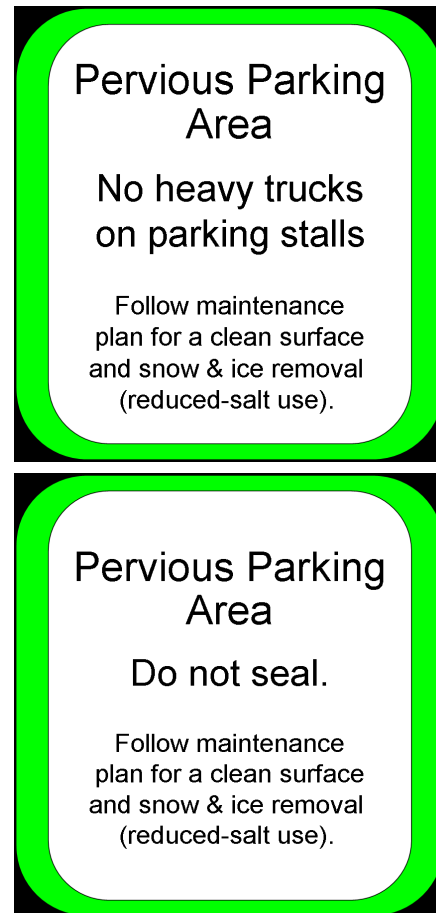 Pervious Parking
Area
No heavy trucks
on parking stalls
Follow maintenance
plan for a clean surface
and snow & ice removal
(reduced-salt use).
Pervious Parking
Area
Do not seal.
Follow maintenance
plan for a clean surface
and snow & ice removal
(reduced-salt use).